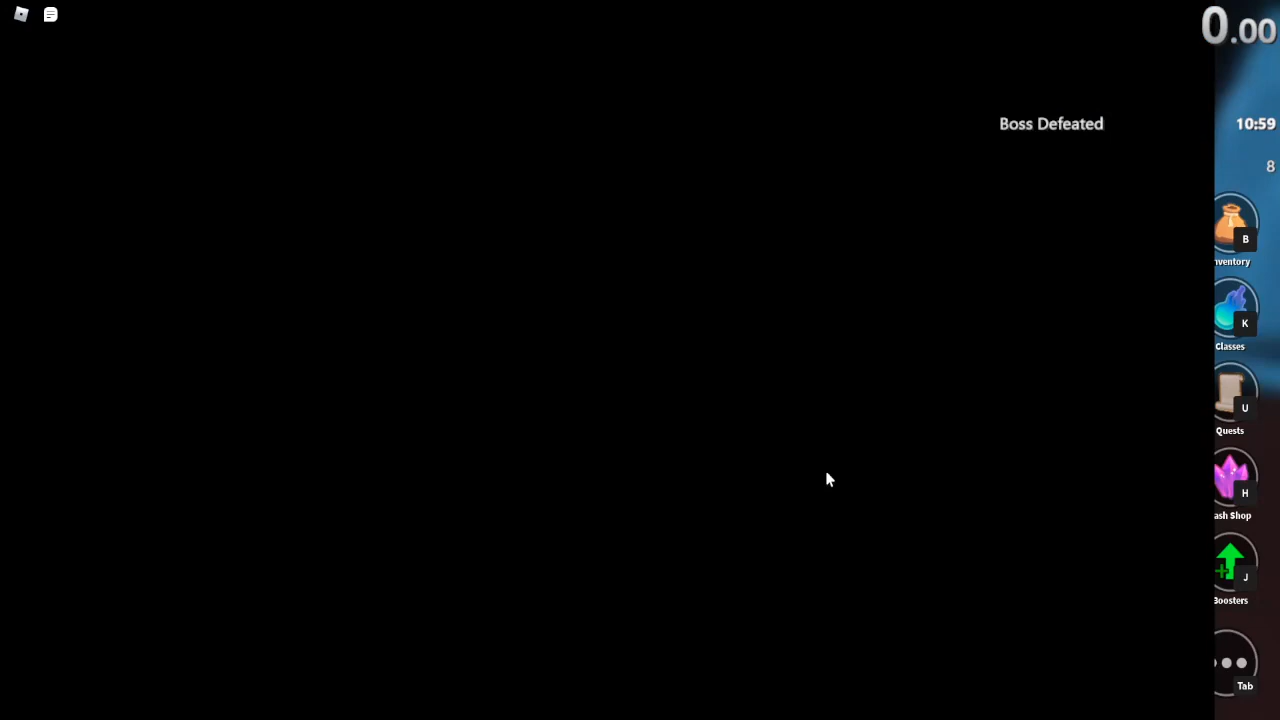 0.00
Boss Defeated
10:59
8
B
nventory
K
Classes
U
Quests
H
ash Shop
J
Boosters
Tab